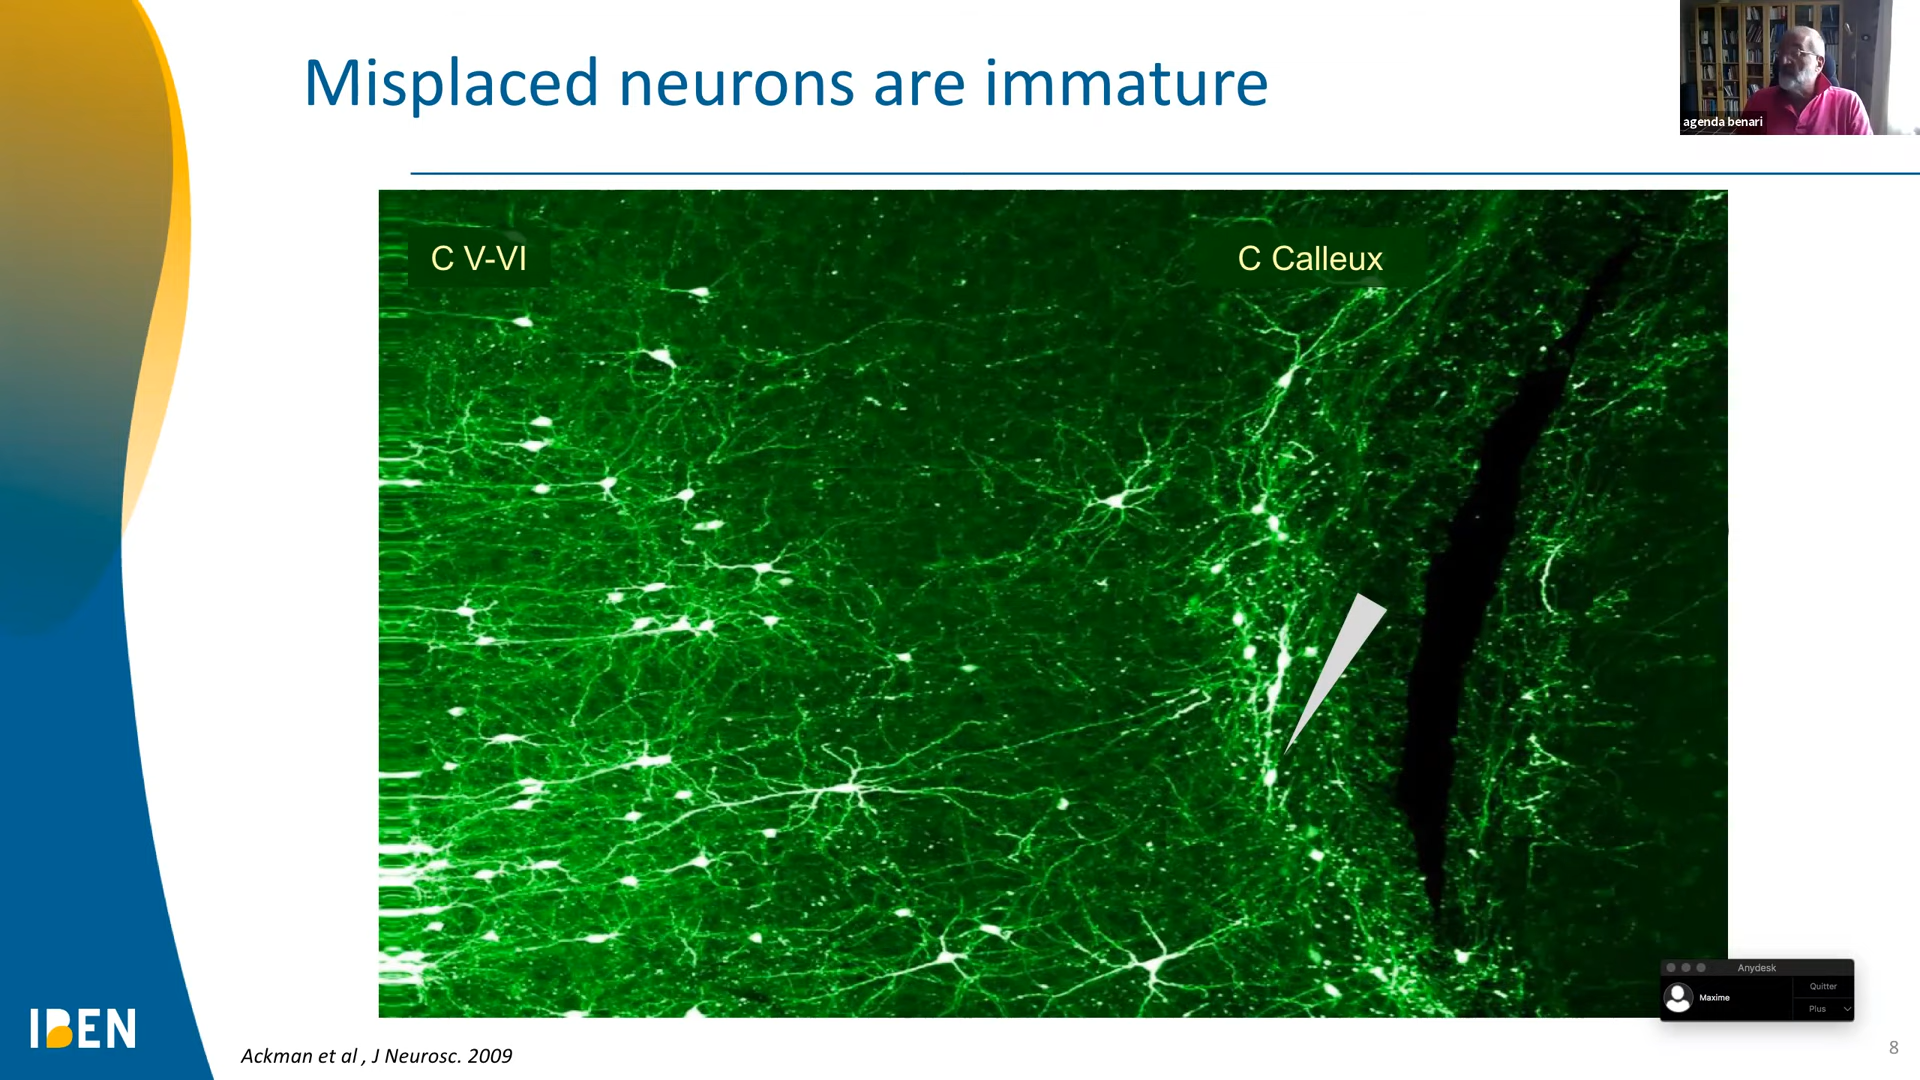 Misplaced neurons are immature
agenda benari
C V-VI
C Calleux
Anydesk
Maxime
Quitter
Plus
IBEN
Ackman et al , J Neurosc. 2009
8